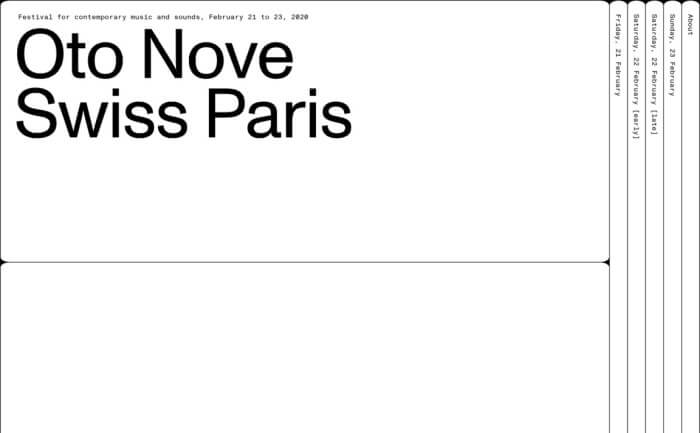 Festival for contemporary music and sounds, February 21 to 23, 2020
Oto Nove
Swiss Paris
Friday, 21 February
Saturday, 22 February [early]
Saturday, 22 February [late]
Sunday, 23 February
About